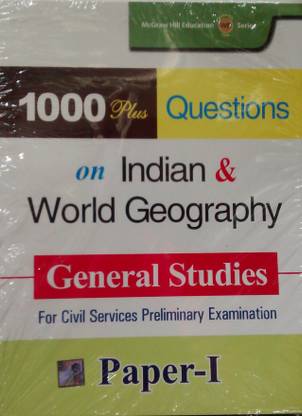 McGraw Hill Education Series
1000 Plus Questions
on Indian &
World Geography
General Studies
For Civil Services Preliminary Examination
Paper-I